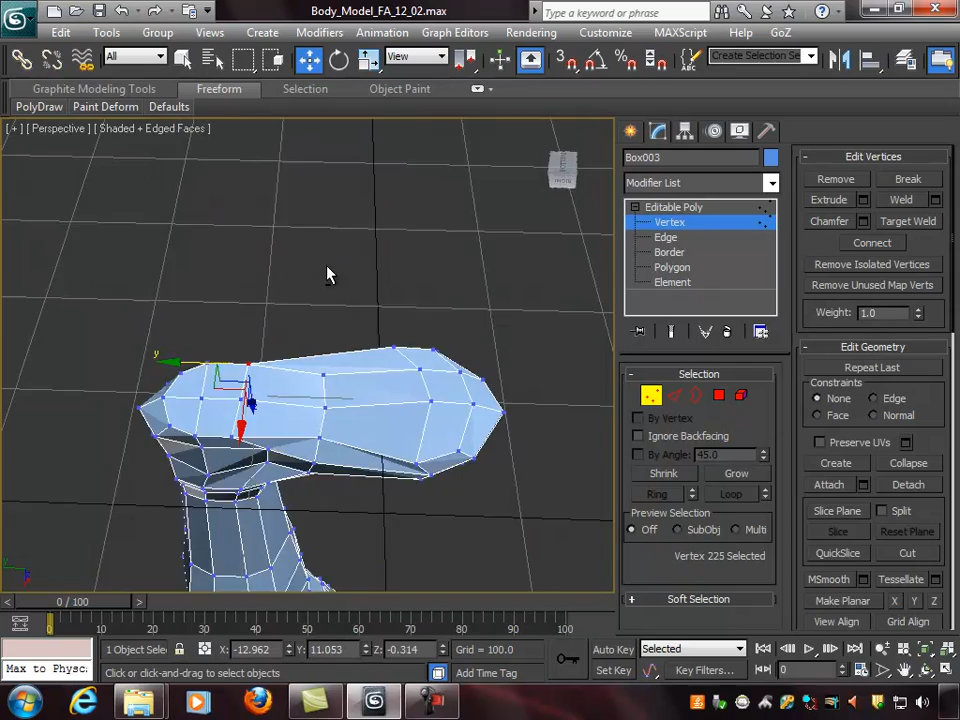 Body_Model_FA_12_02.max
Type a keyword or phrase
Edit Tools Group Views Create Modifiers Animation Graph Editors Rendering Customize MAXScript Help GoZ
All View Create Selection Se
Graphite Modeling Tools Freeform Selection Object Paint
PolyDraw Paint Deform Defaults
[ + ] [ Perspective ] [ Shaded + Edged Faces ]
Box003
Modifier List
Editable Poly
Vertex
Edge
Border
Polygon
Element
Selection
By Vertex
Ignore Backfacing
By Angle: 45.0
Shrink Grow
Ring Loop
Preview Selection
Off SubObj Multi
Vertex 225 Selected
Soft Selection
Edit Vertices
Remove Break
Extrude Weld
Chamfer Target Weld
Connect
Remove Isolated Vertices
Remove Unused Map Verts
Weight: 1.0
Edit Geometry
Repeat Last
Constraints
None Edge
Face Normal
Preserve UVs
Create Collapse
Attach Detach
Slice Plane Split
Slice Reset Plane
QuickSlice Cut
MSmooth Tessellate
Make Planar X Y Z
View Align Grid Align
y
0 / 100
0 10 20 30 40 50 60 70 80 90 100
1 Object Sele X: -12.962 Y: 11.053 Z: -0.314 Grid = 100.0 Auto Key Selected
Max to Physc Click or click-and-drag to select objects Add Time Tag Set Key Key Filters... 0